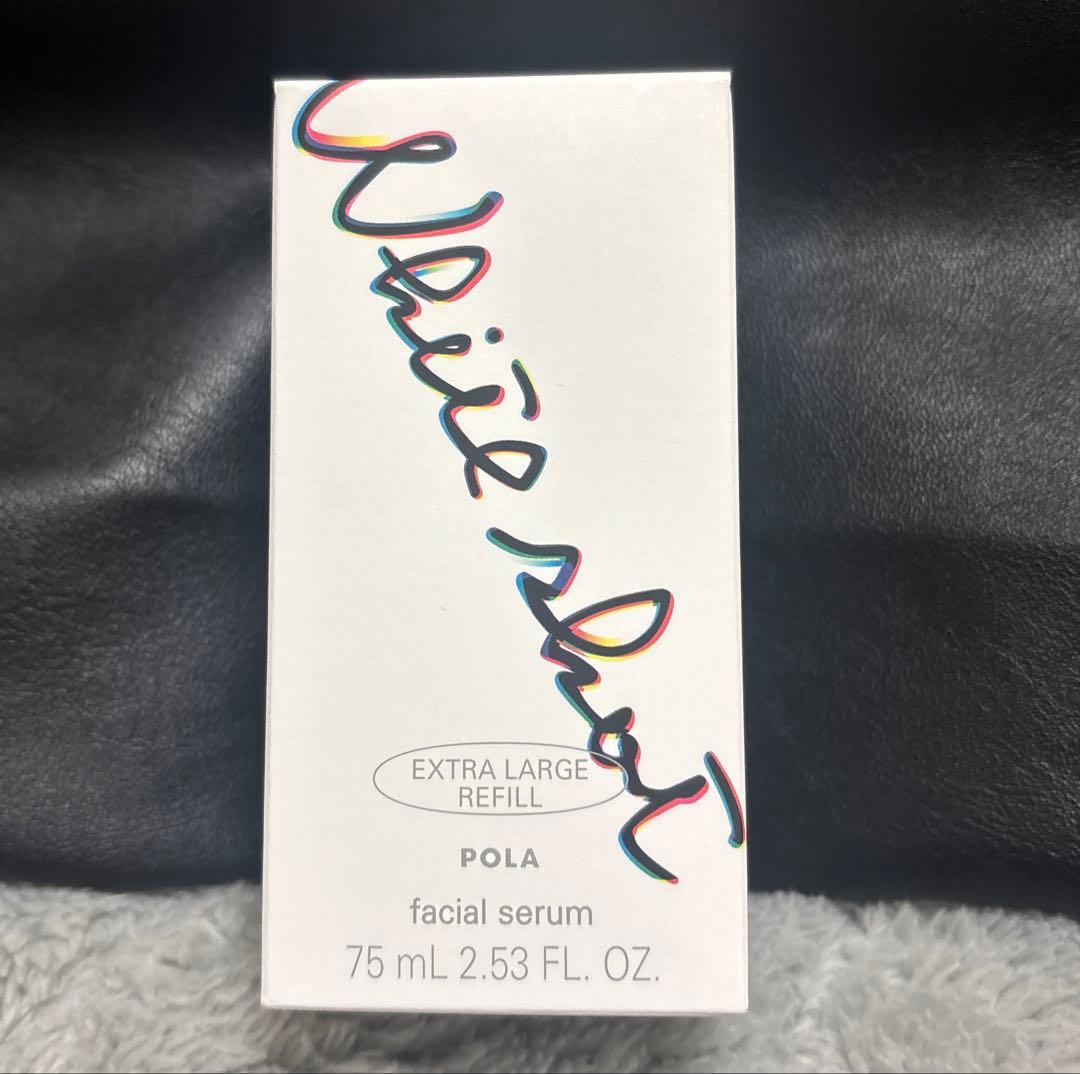 White Shot
EXTRA LARGE
REFILL
POLA
facial serum
75 mL 2.53 FL. OZ.